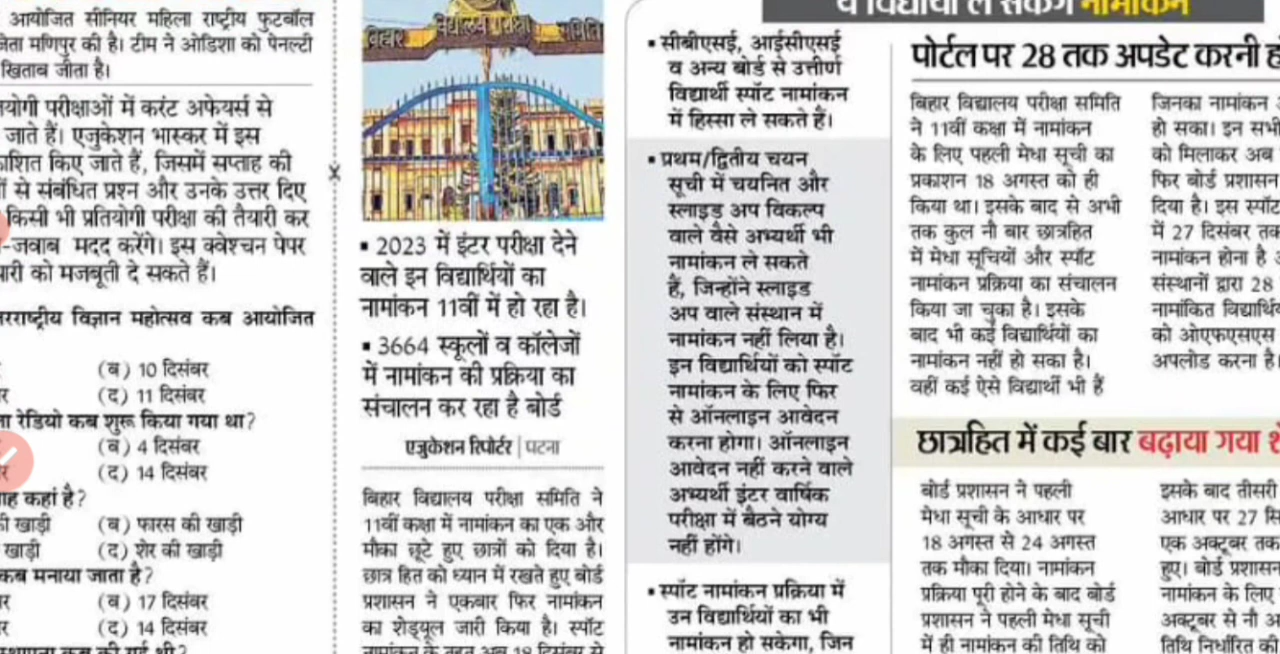 आयोजित सीनियर महिला राष्ट्रीय फुटबॉल
मणिपुर की है। टीम ने ओडिशा को पेनल्टी
खिताब जीता है।
परीक्षाओं में करंट अफेयर्स से
जाते हैं। एजुकेशन भास्कर में इस
किए जाते हैं, जिसमें सप्ताह की
से संबंधित प्रश्न और उनके उत्तर दिए
किसी भी प्रतियोगी परीक्षा की तैयारी कर
-जवाब मदद करेंगे। इस क्वेश्चन पेपर
को मजबूती दे सकते हैं।
विज्ञान महोत्सव कब आयोजित
(ब) 10 दिसंबर
(द) 11 दिसंबर
रेडियो कब शुरू किया गया था?
(ब) 4 दिसंबर
(द) 14 दिसंबर
कहां है?
की खाड़ी (ब) फारस की खाड़ी
खाड़ी (द) शेर की खाड़ी
कब मनाया जाता है?
(ब) 17 दिसंबर
(द) 14 दिसंबर
बिहार विद्यालय परीक्षा समिति
▪ 2023 में इंटर परीक्षा देने
वाले इन विद्यार्थियों का
नामांकन 11वीं में हो रहा है।
▪ 3664 स्कूलों व कॉलेजों
में नामांकन की प्रक्रिया का
संचालन कर रहा है बोर्ड
एजुकेशन रिपोर्टर | पटना
बिहार विद्यालय परीक्षा समिति ने
11वीं कक्षा में नामांकन का एक और
मौका छूटे हुए छात्रों को दिया है।
छात्र हित को ध्यान में रखते हुए बोर्ड
प्रशासन ने एकबार फिर नामांकन
का शेड्यूल जारी किया है। स्पॉट
नामांकन के तहत अब 18 दिसंबर से
ये विद्यार्थी ले सकेंगे नामांकन
▪ सीबीएसई, आईसीएसई
व अन्य बोर्ड से उत्तीर्ण
विद्यार्थी स्पॉट नामांकन
में हिस्सा ले सकते हैं।
▪ प्रथम/द्वितीय चयन
सूची में चयनित और
स्लाइड अप विकल्प
वाले वैसे अभ्यर्थी भी
नामांकन ले सकते
हैं, जिन्होंने स्लाइड
अप वाले संस्थान में
नामांकन नहीं लिया है।
इन विद्यार्थियों को स्पॉट
नामांकन के लिए फिर
से ऑनलाइन आवेदन
करना होगा। ऑनलाइन
आवेदन नहीं करने वाले
अभ्यर्थी इंटर वार्षिक
परीक्षा में बैठने योग्य
नहीं होंगे।
▪ स्पॉट नामांकन प्रक्रिया में
उन विद्यार्थियों का भी
नामांकन हो सकेगा, जिन
पोर्टल पर 28 तक अपडेट करनी
बिहार विद्यालय परीक्षा समिति
ने 11वीं कक्षा में नामांकन
के लिए पहली मेधा सूची का
प्रकाशन 18 अगस्त को ही
किया था। इसके बाद से अभी
तक कुल नौ बार छात्रहित
में मेधा सूचियों और स्पॉट
नामांकन प्रक्रिया का संचालन
किया जा चुका है। इसके
बाद भी कई विद्यार्थियों का
नामांकन नहीं हो सका है।
वहीं कई ऐसे विद्यार्थी भी हैं
जिनका नामांकन
हो सका। इन सभी
को मिलाकर अब
फिर बोर्ड प्रशासन
दिया है। इस स्पॉट
में 27 दिसंबर तक
नामांकन होना है
संस्थानों द्वारा 28
नामांकित
को ओएफएसएस
अपलोड करना है।
छात्रहित में कई बार बढ़ाया गया
बोर्ड प्रशासन ने पहली
मेधा सूची के आधार पर
18 अगस्त से 24 अगस्त
तक मौका दिया। नामांकन
प्रक्रिया पूरी होने के बाद बोर्ड
प्रशासन ने पहली मेधा सूची
में ही नामांकन की तिथि को
इसके बाद तीसरी
आधार पर 27
एक अक्टूबर तक
हुए। बोर्ड प्रशासन
नामांकन के लिए
अक्टूबर से नौ
तिथि निर्धारित की